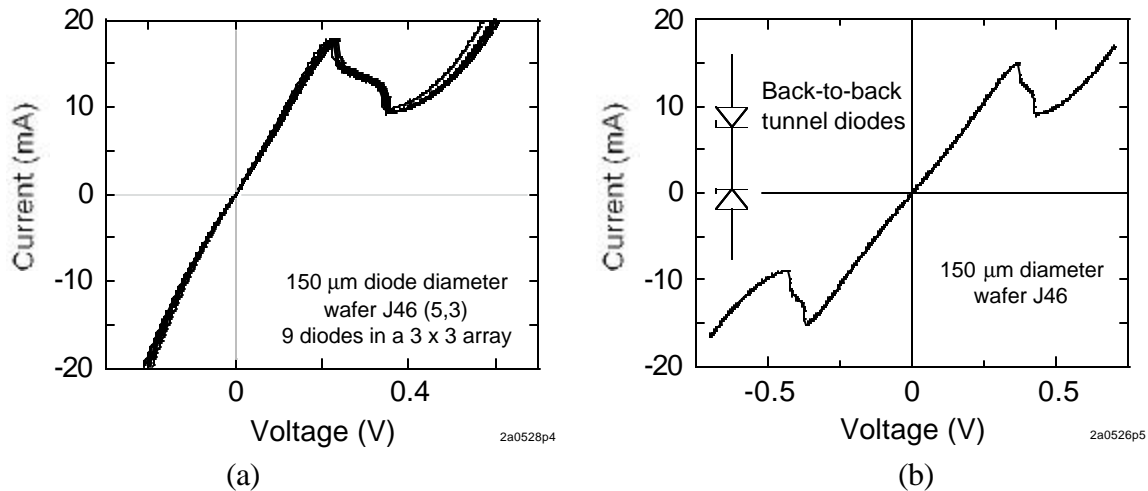 20
10
0
-10
-20
Current (mA)
150 µm diode diameter
wafer J46 (5,3)
9 diodes in a 3 x 3 array
0
0.4
Voltage (V)
2a0528p4
(a)
20
10
0
-10
-20
Current (mA)
Back-to-back
tunnel diodes
150 µm diameter
wafer J46
-0.5
0
0.5
Voltage (V)
2a0526p5
(b)